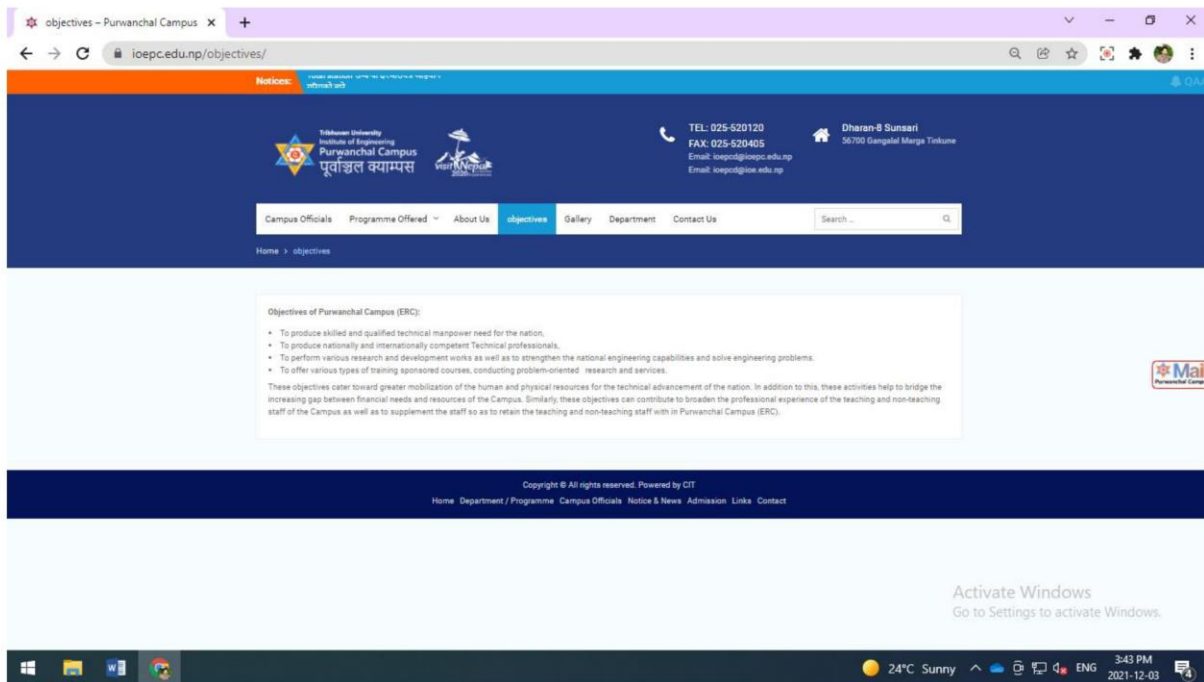 objectives – Purwanchal Campus
ioepc.edu.np/objectives/
Notices:
QAA
Tribhuvan University
Institute of Engineering
Purwanchal Campus
पूर्वाञ्चल क्याम्पस
visit Nepal
2020
TEL: 025-520120
FAX: 025-520405
Email: ioepcd@ioepc.edu.np
Email: ioepcd@ioe.edu.np
Dharan-8 Sunsari
56700 Gangalal Marga Tinkune
Campus Officials Programme Offered About Us objectives Gallery Department Contact Us Search ...
Home > objectives
Objectives of Purwanchal Campus (ERC):
• To produce skilled and qualified technical manpower need for the nation,
• To produce nationally and internationally competent Technical professionals,
• To perform various research and development works as well as to strengthen the national engineering capabilities and solve engineering problems.
• To offer various types of training sponsored courses, conducting problem-oriented research and services.
These objectives cater toward greater mobilization of the human and physical resources for the technical advancement of the nation. In addition to this, these activities help to bridge the
increasing gap between financial needs and resources of the Campus. Similarly, these objectives can contribute to broaden the professional experience of the teaching and non-teaching
staff of the Campus as well as to supplement the staff so as to retain the teaching and non-teaching staff with in Purwanchal Campus (ERC).
Mai
Purwanchal Camp
Copyright © All rights reserved. Powered by CIT
Home Department / Programme Campus Officials Notice & News Admission Links Contact
Activate Windows
Go to Settings to activate Windows.
24°C Sunny ENG 3:43 PM
2021-12-03
4